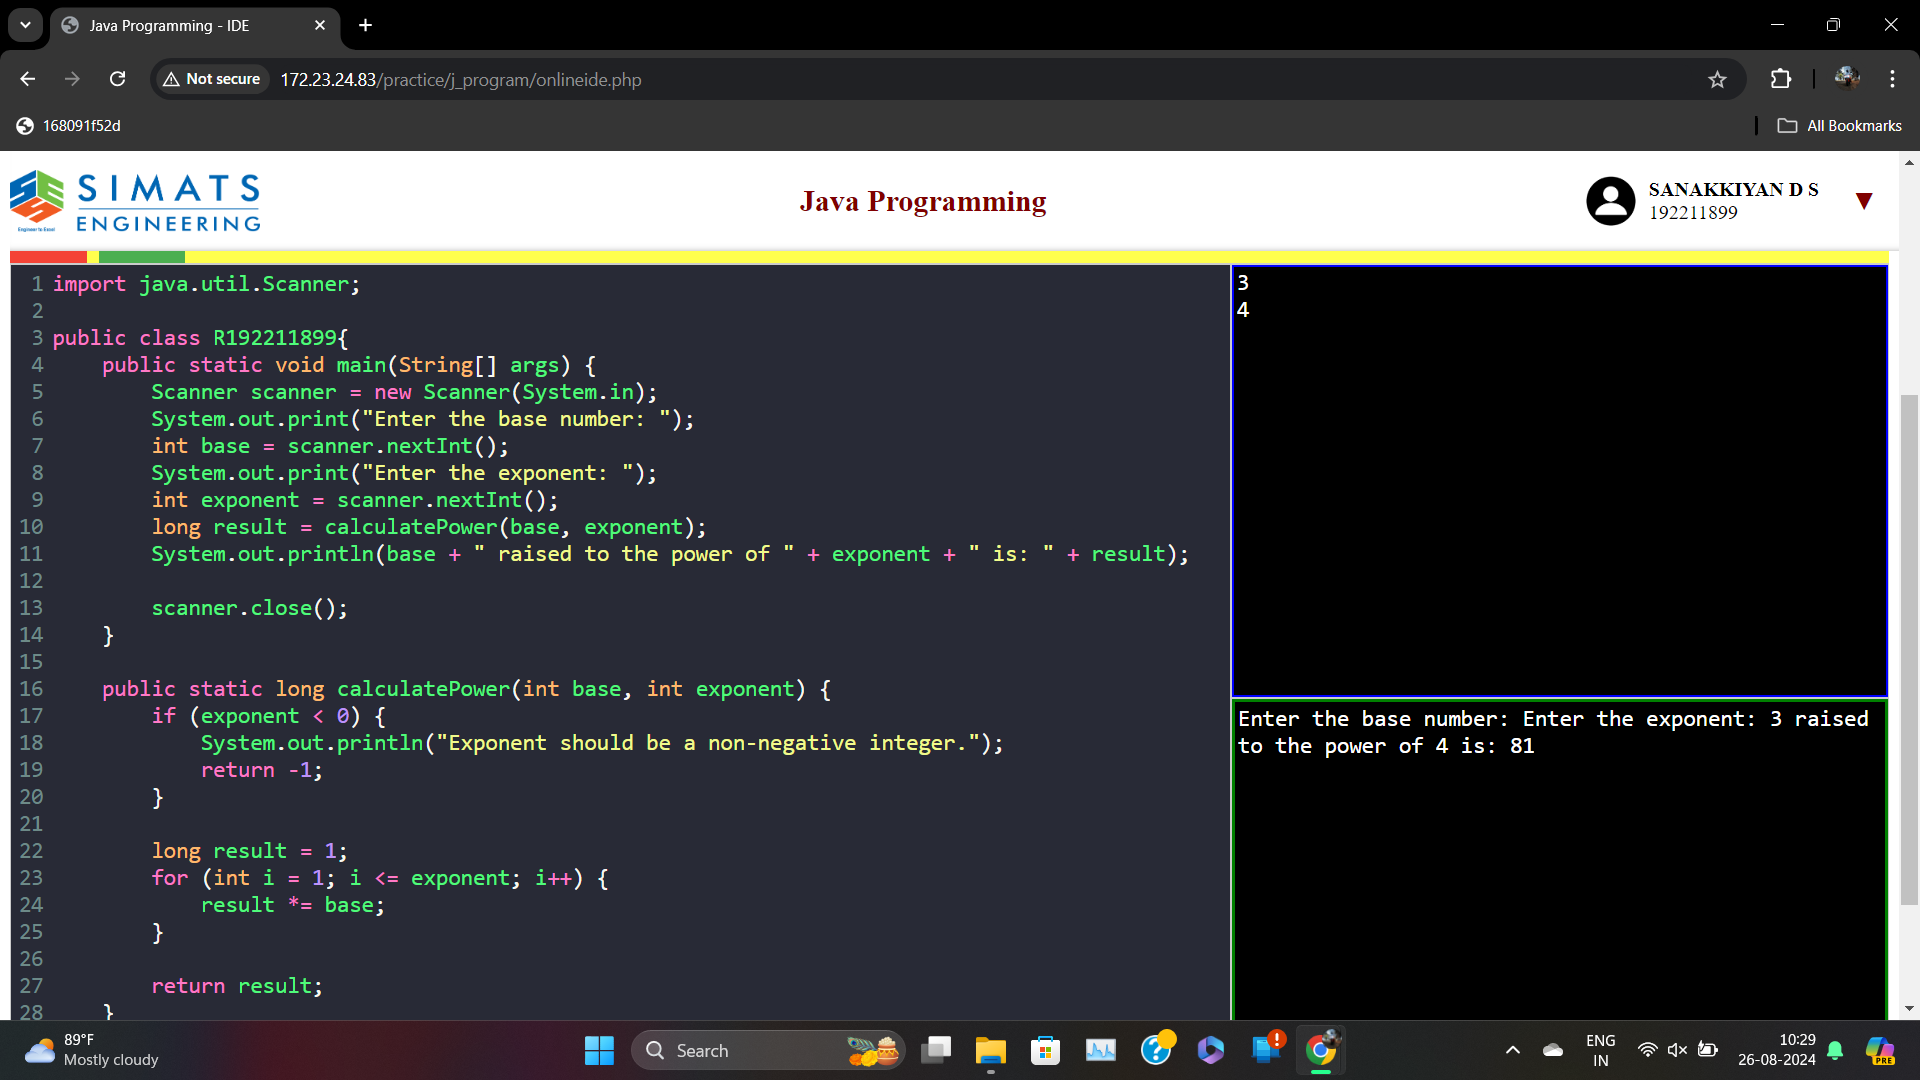 Java Programming - IDE
Not secure
172.23.24.83/practice/j_program/onlineide.php
168091f52d
All Bookmarks
SIMATS
ENGINEERING
Engineer to Excel
Java Programming
SANAKKIYAN D S
192211899
1 import java.util.Scanner;
2
3 public class R192211899{
4     public static void main(String[] args) {
5         Scanner scanner = new Scanner(System.in);
6         System.out.print("Enter the base number: ");
7         int base = scanner.nextInt();
8         System.out.print("Enter the exponent: ");
9         int exponent = scanner.nextInt();
10         long result = calculatePower(base, exponent);
11         System.out.println(base + " raised to the power of " + exponent + " is: " + result);
12
13         scanner.close();
14     }
15
16     public static long calculatePower(int base, int exponent) {
17         if (exponent < 0) {
18             System.out.println("Exponent should be a non-negative integer.");
19             return -1;
20         }
21
22         long result = 1;
23         for (int i = 1; i <= exponent; i++) {
24             result *= base;
25         }
26
27         return result;
28     }
3
4
Enter the base number: Enter the exponent: 3 raised
to the power of 4 is: 81
89°F
Mostly cloudy
Search
ENG
IN
10:29
26-08-2024
PRE